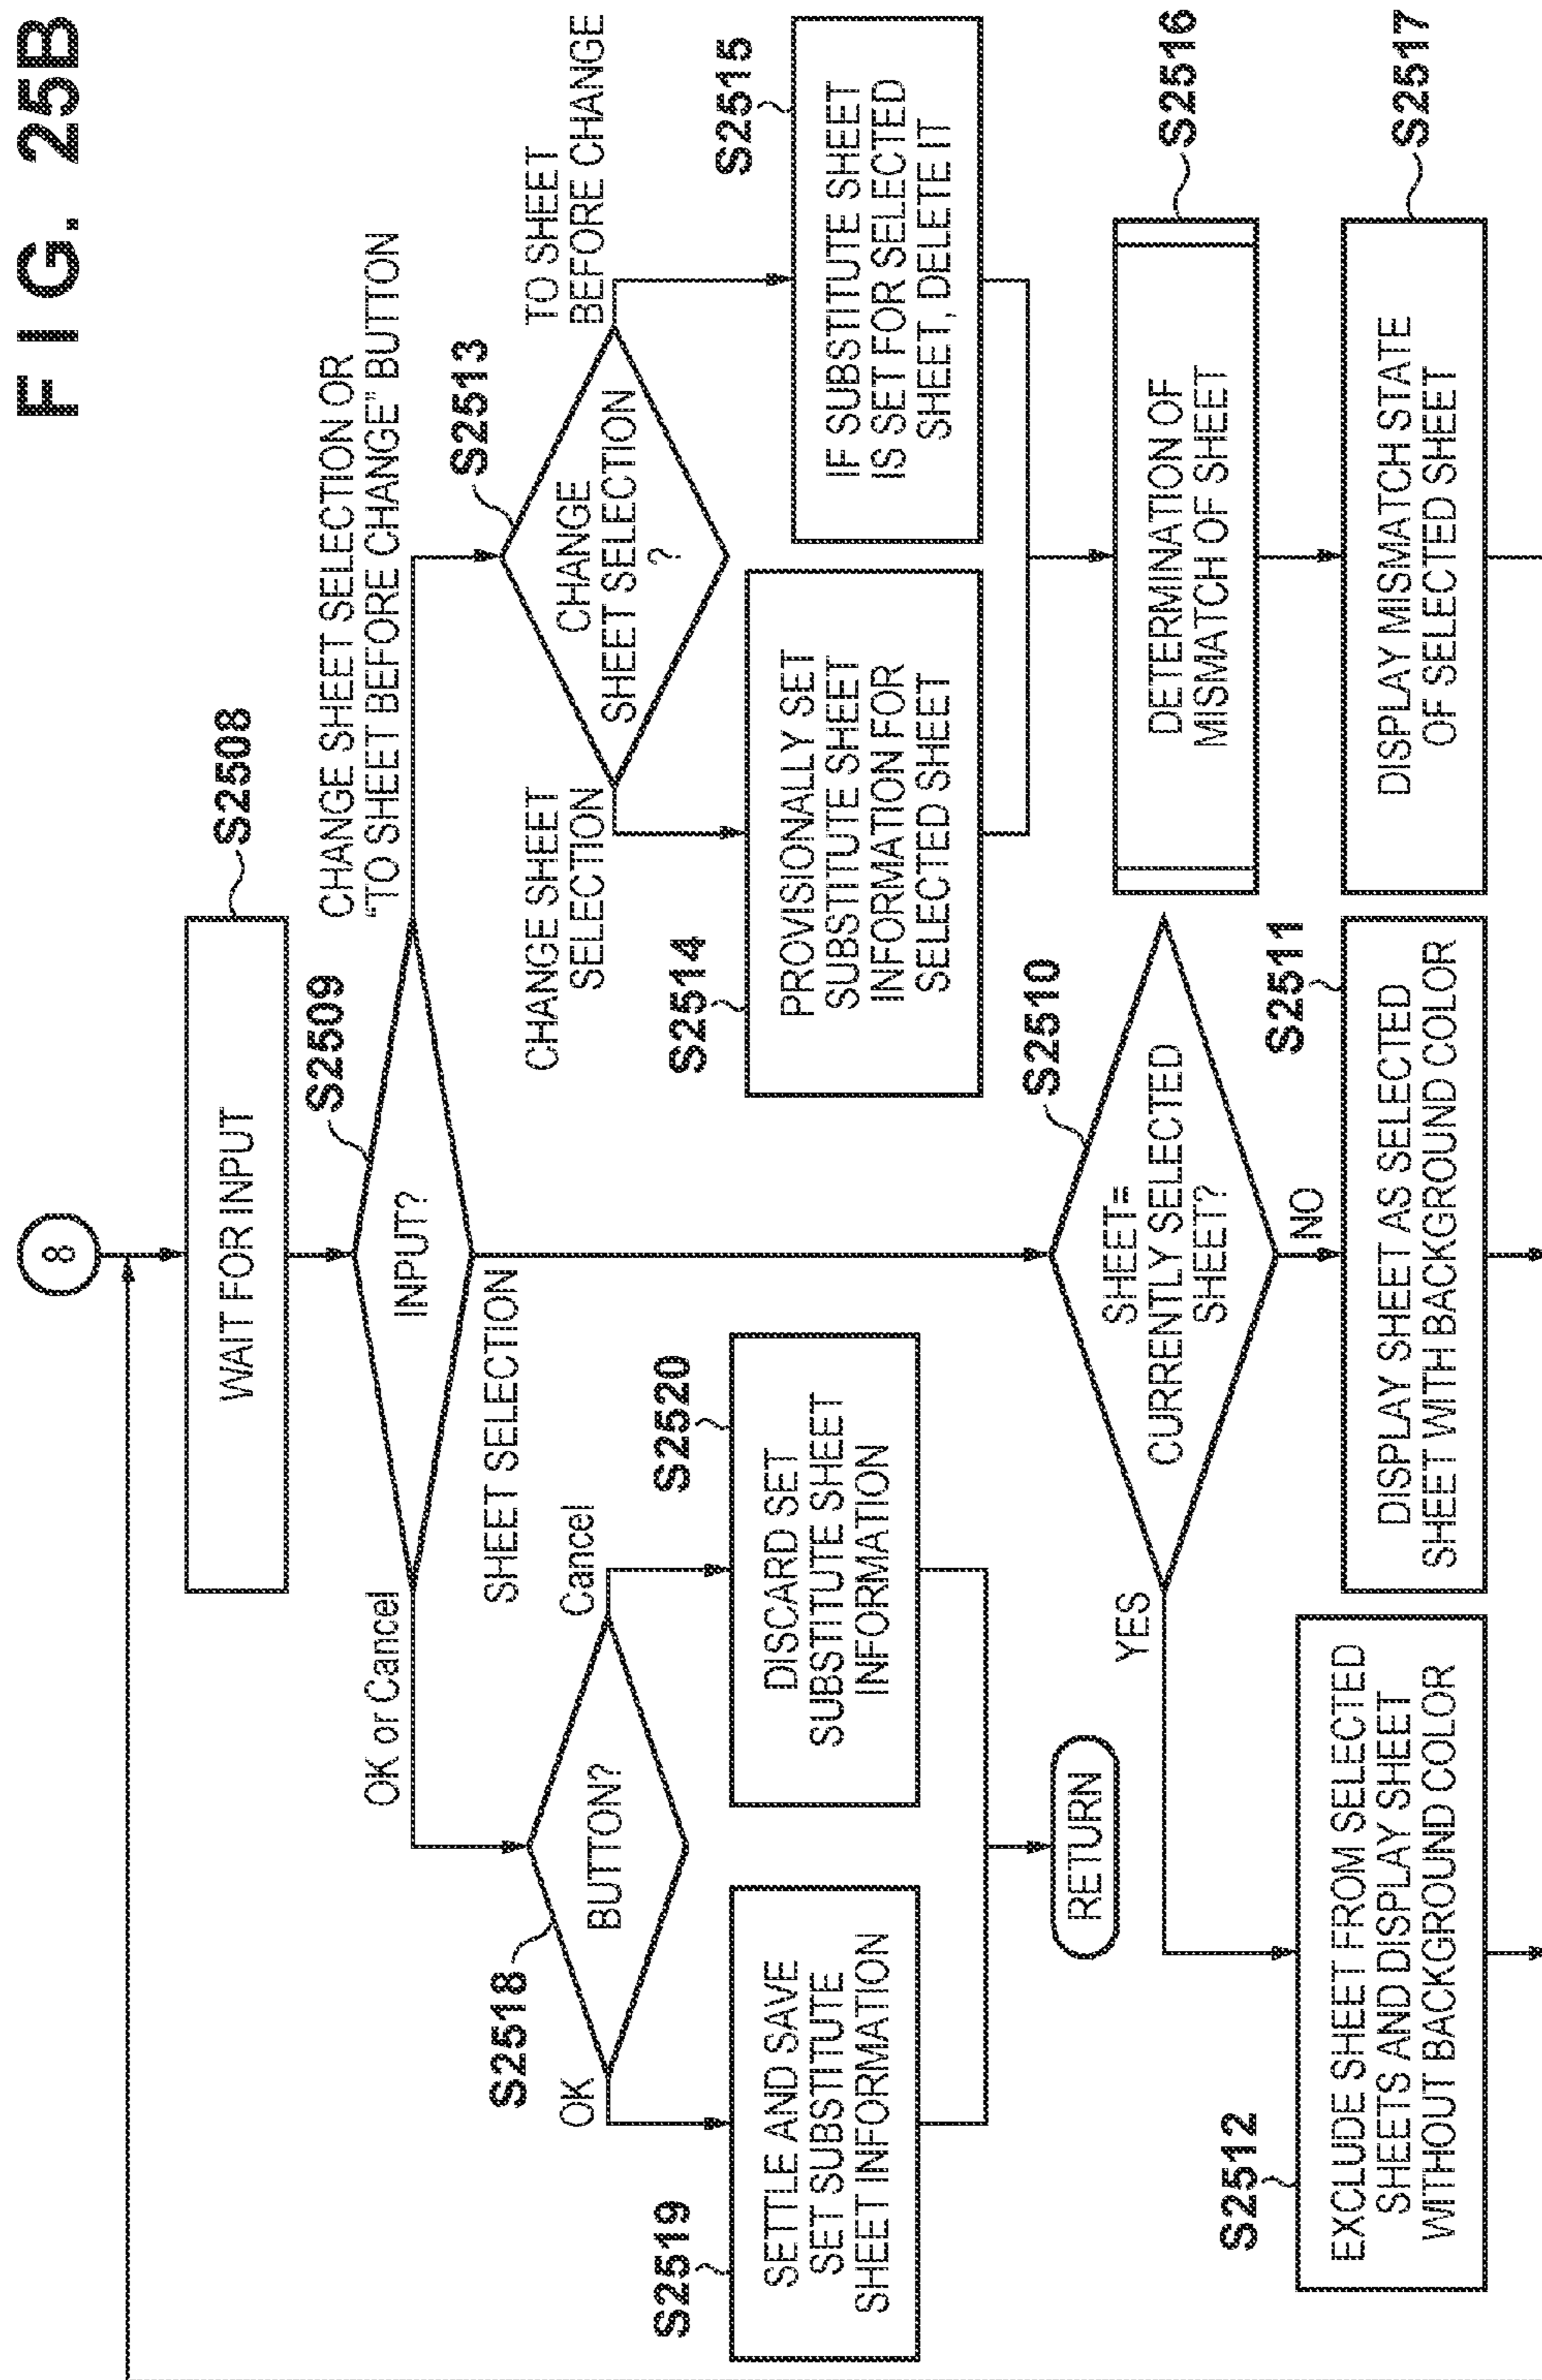 FIG. 25B
8
WAIT FOR INPUT
S2508
S2509
INPUT?
OK or Cancel
SHEET SELECTION
CHANGE SHEET SELECTION OR
"TO SHEET BEFORE CHANGE" BUTTON
S2518
BUTTON?
OK
Cancel
S2519
SETTLE AND SAVE
SET SUBSTITUTE
SHEET INFORMATION
S2520
DISCARD SET
SUBSTITUTE SHEET
INFORMATION
RETURN
S2513
CHANGE
SHEET SELECTION
?
CHANGE SHEET
SELECTION
TO SHEET
BEFORE CHANGE
S2514
PROVISIONALLY SET
SUBSTITUTE SHEET
INFORMATION FOR
SELECTED SHEET
S2515
IF SUBSTITUTE SHEET
IS SET FOR SELECTED
SHEET, DELETE IT
S2510
SHEET=
CURRENTLY SELECTED
SHEET?
YES
NO
S2516
DETERMINATION OF
MISMATCH OF SHEET
S2512
EXCLUDE SHEET FROM SELECTED
SHEETS AND DISPLAY SHEET
WITHOUT BACKGROUND COLOR
S2511
DISPLAY SHEET AS SELECTED
SHEET WITH BACKGROUND COLOR
S2517
DISPLAY MISMATCH STATE
OF SELECTED SHEET